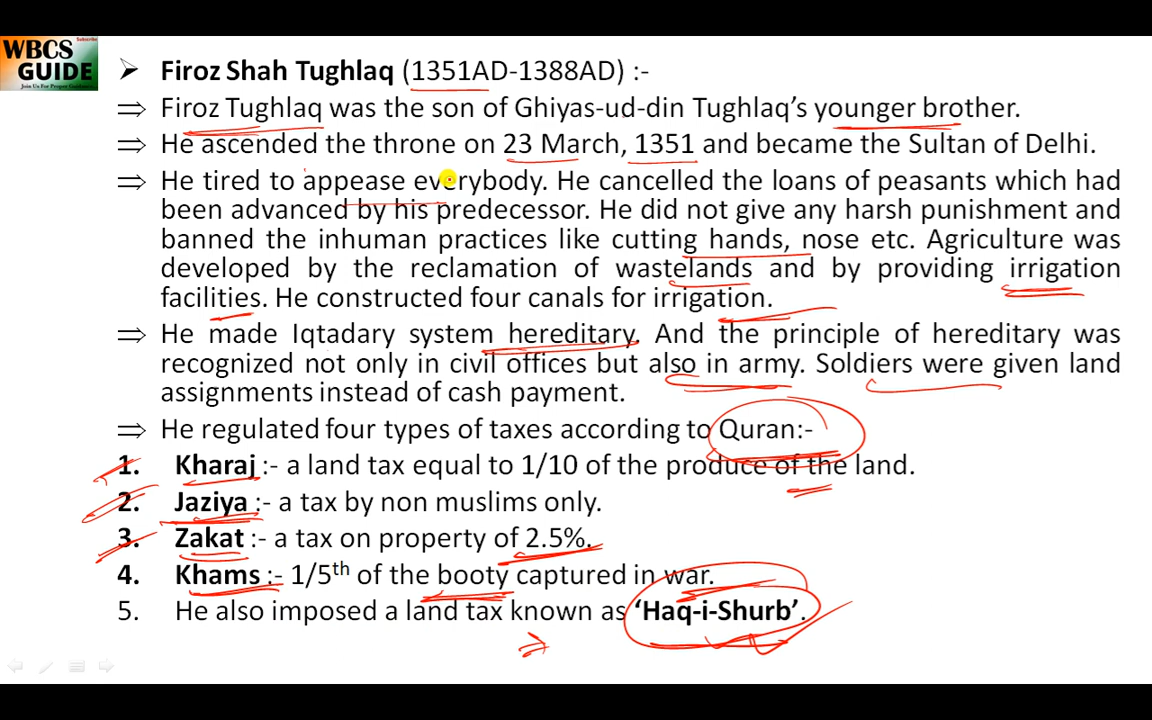 Subscribe
WBCS
GUIDE
Join Us For Proper Guidance
➢ Firoz Shah Tughlaq (1351AD-1388AD) :-
⇒ Firoz Tughlaq was the son of Ghiyas-ud-din Tughlaq's younger brother.
⇒ He ascended the throne on 23 March, 1351 and became the Sultan of Delhi.
⇒ He tired to appease everybody. He cancelled the loans of peasants which had
been advanced by his predecessor. He did not give any harsh punishment and
banned the inhuman practices like cutting hands, nose etc. Agriculture was
developed by the reclamation of wastelands and by providing irrigation
facilities. He constructed four canals for irrigation.
⇒ He made Iqtadary system hereditary. And the principle of hereditary was
recognized not only in civil offices but also in army. Soldiers were given land
assignments instead of cash payment.
⇒ He regulated four types of taxes according to Quran:-
1. Kharaj :- a land tax equal to 1/10 of the produce of the land.
2. Jaziya :- a tax by non muslims only.
3. Zakat :- a tax on property of 2.5%.
4. Khams :- 1/5th of the booty captured in war.
5. He also imposed a land tax known as 'Haq-i-Shurb'.